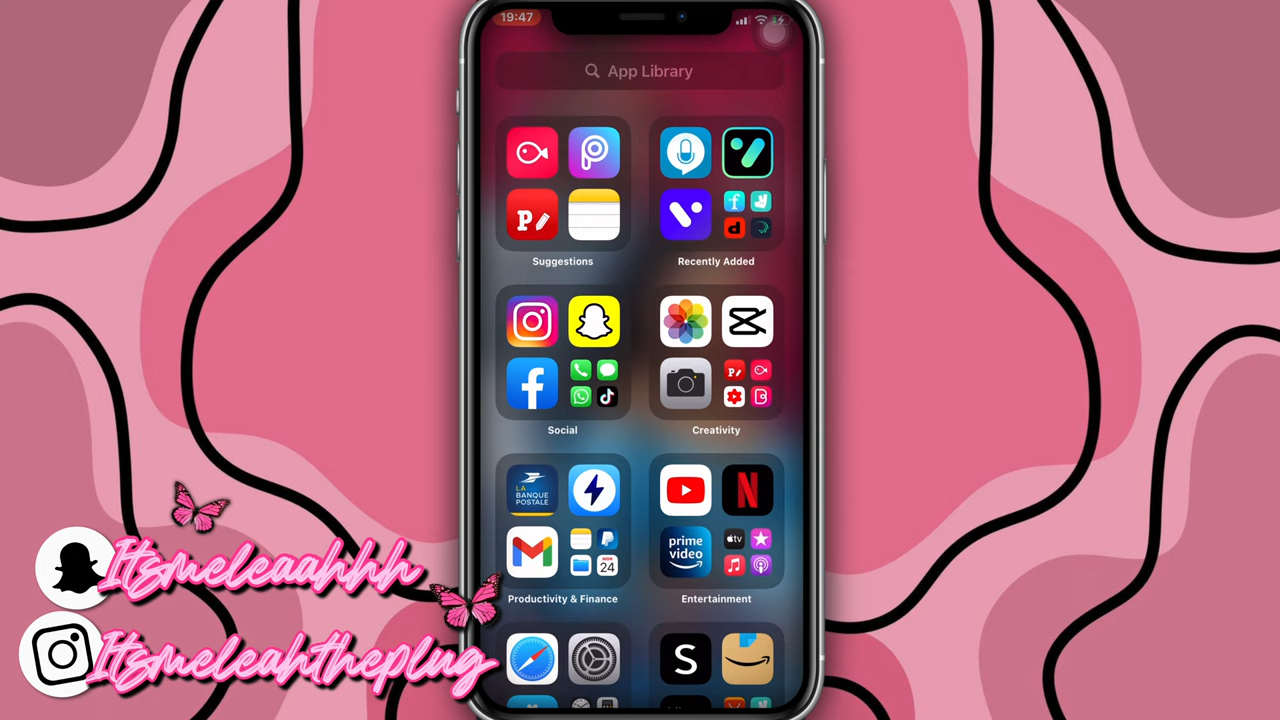 19:47
App Library
Suggestions
Recently Added
Social
Creativity
LA
BANQUE
POSTALE
prime
video
tv
24
Productivity & Finance
Entertainment
Itsmeleaahhh
Itsmeleahtheplug